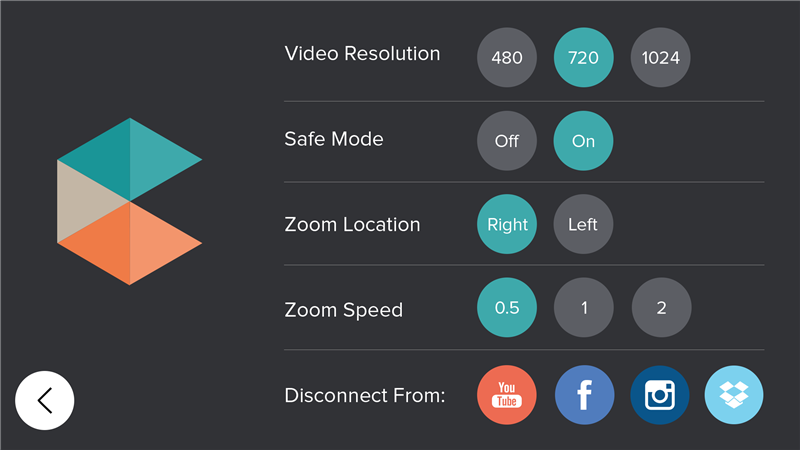 Video Resolution 480 720 1024
Safe Mode Off On
Zoom Location Right Left
Zoom Speed 0.5 1 2
Disconnect From: You
Tube f